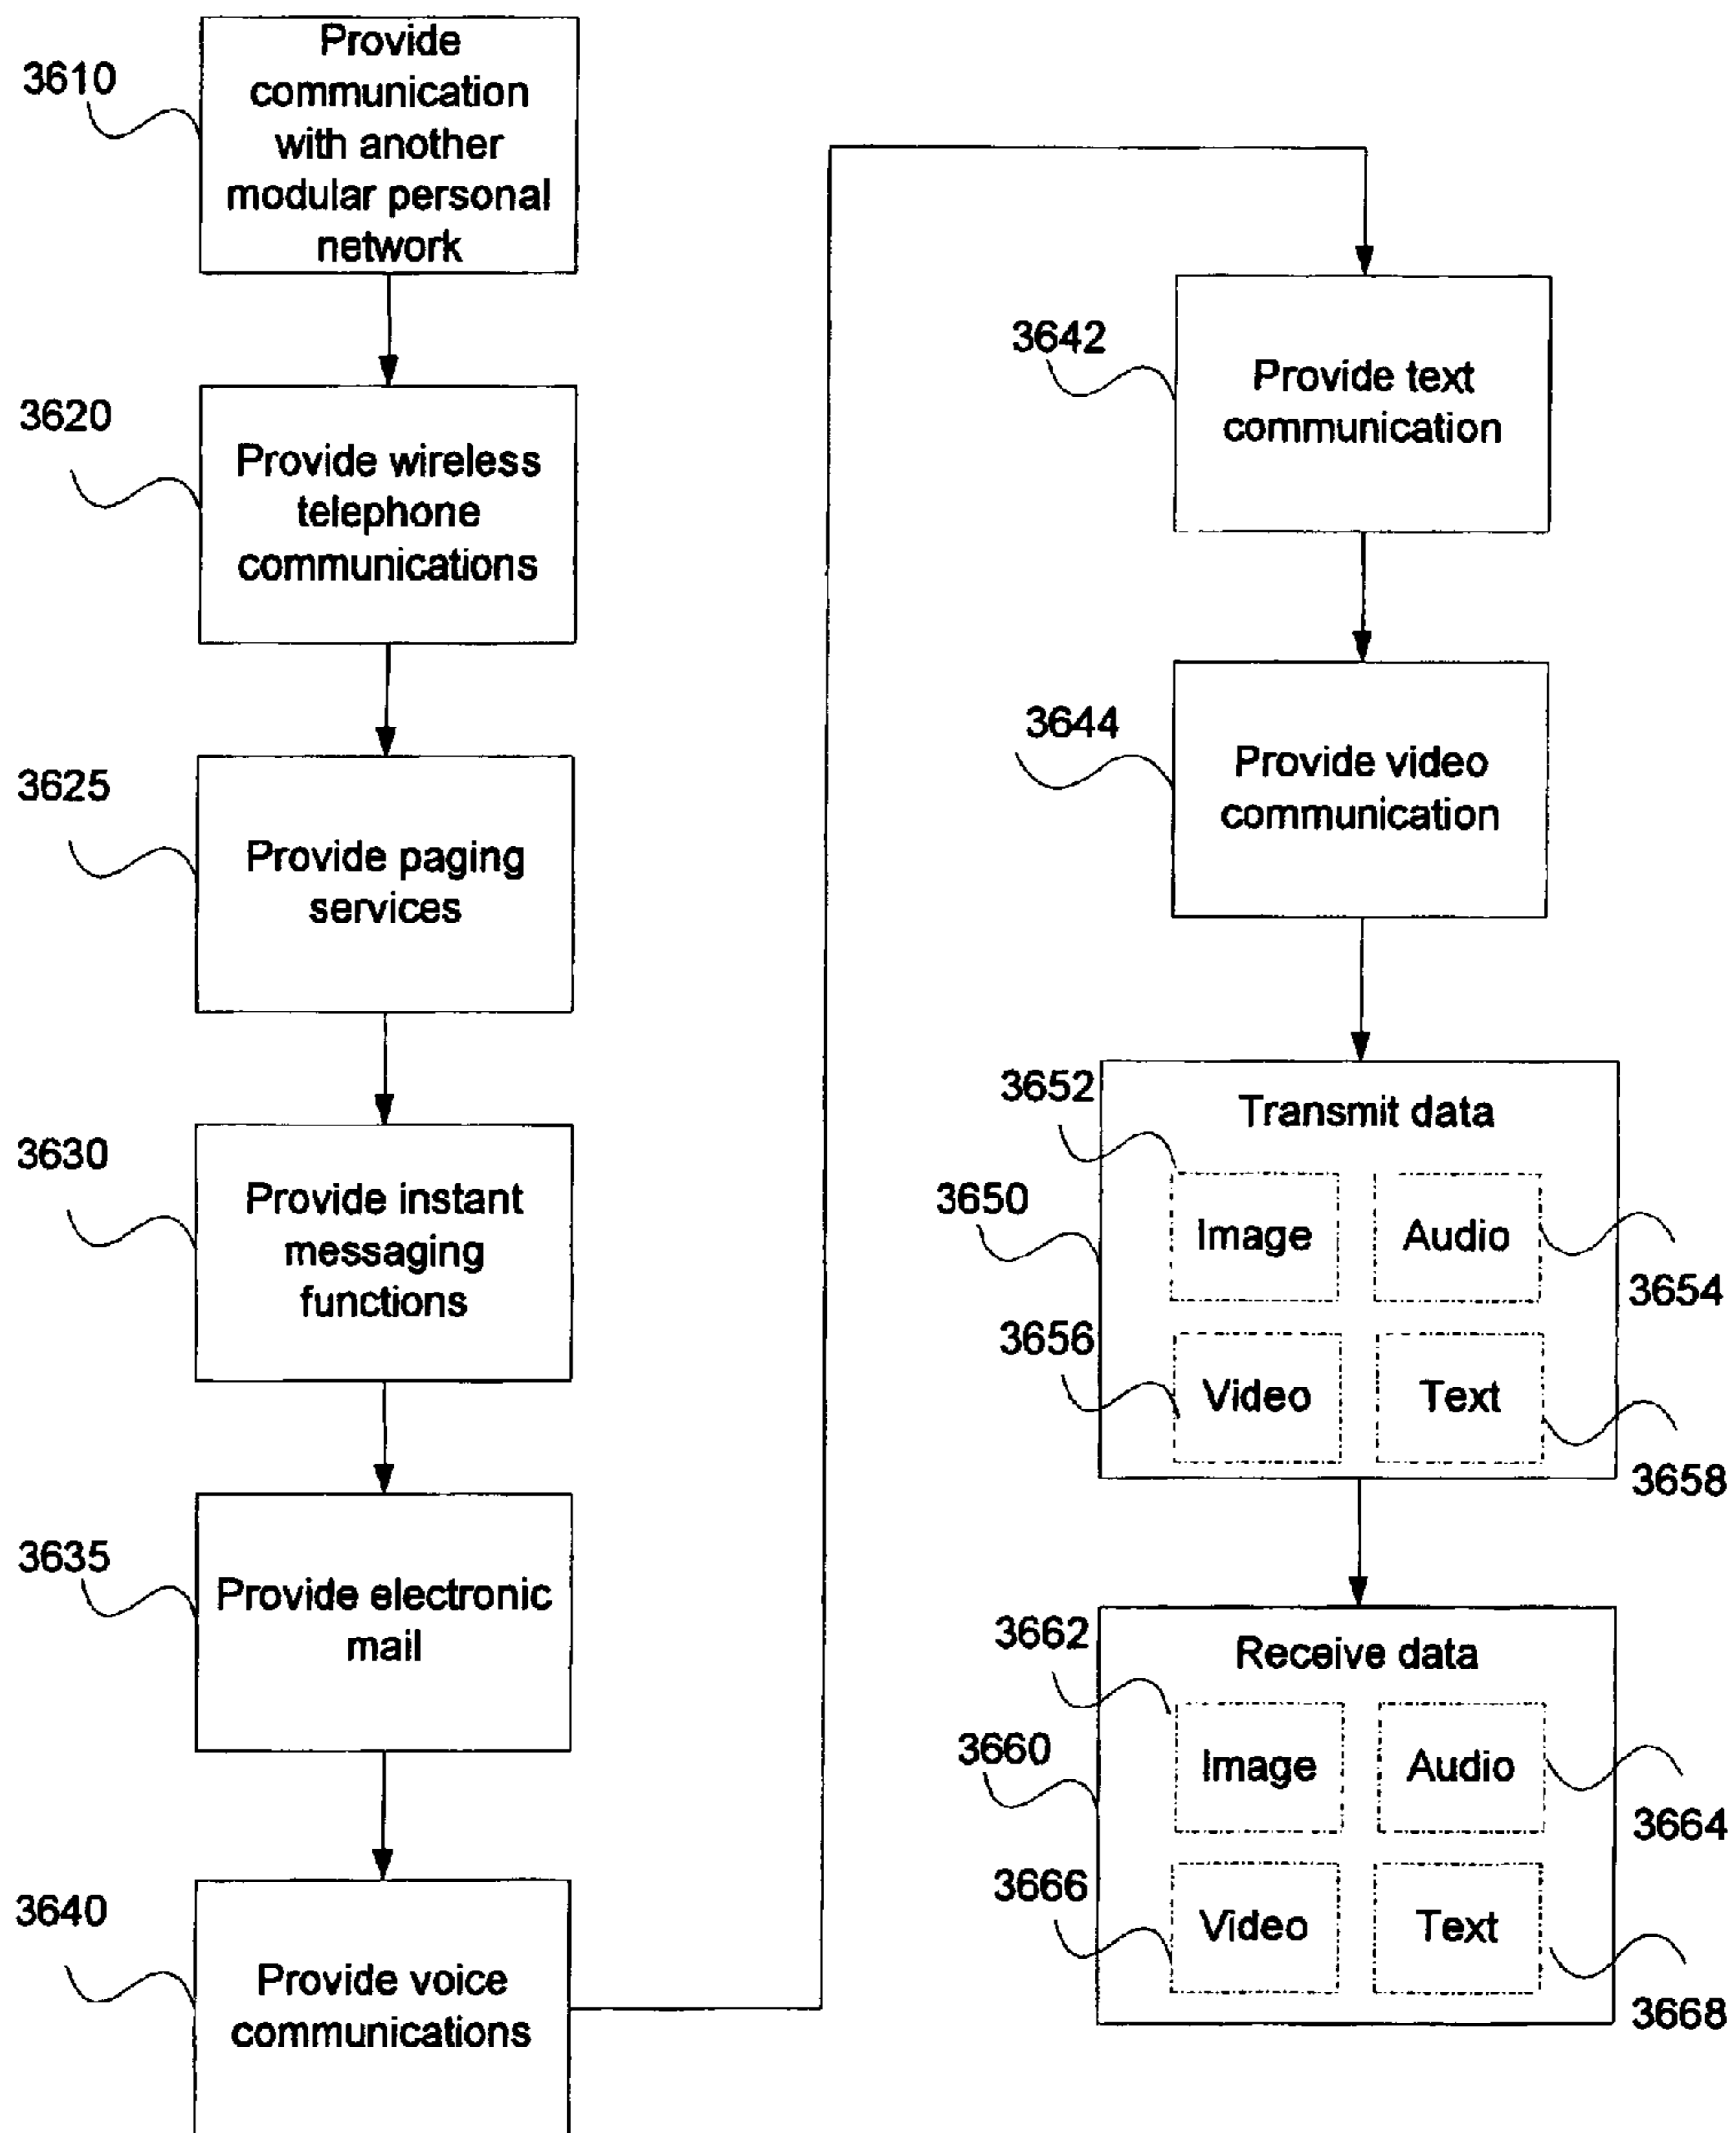 3610
Provide
communication
with another
modular personal
network
3620
Provide wireless
telephone
communications
3625
Provide paging
services
3630
Provide instant
messaging
functions
3635
Provide electronic
mail
3640
Provide voice
communications
3642
Provide text
communication
3644
Provide video
communication
3652
Transmit data
3650
Image
Audio
3654
3656
Video
Text
3658
3662
Receive data
3660
Image
Audio
3664
3666
Video
Text
3668